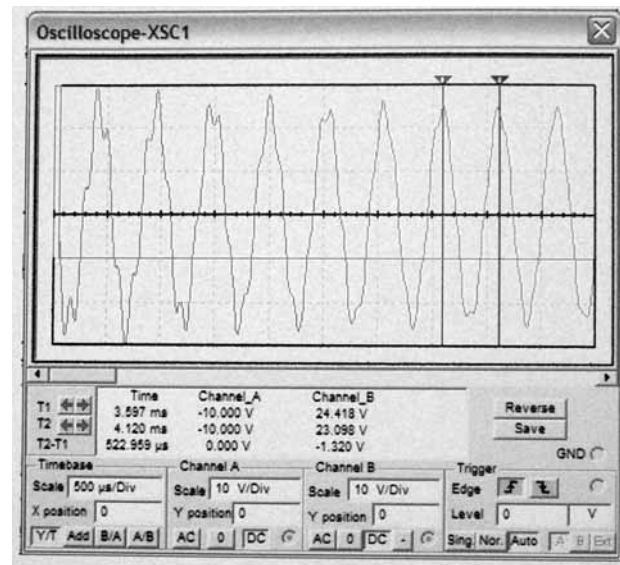 Oscilloscope-XSC1
Time Channel_A Channel_B
T1 3.597 ms -10.000 V 24.418 V
T2 4.120 ms -10.000 V 23.098 V
T2-T1 522.959 µs 0.000 V -1.320 V
Reverse
Save
GND
Timebase Channel A Channel B Trigger
Scale 500 µs/Div Scale 10 V/Div Scale 10 V/Div Edge
X position 0 Y position 0 Y position 0 Level 0 V
Y/T Add B/A A/B AC 0 DC AC 0 DC - Sing. Nor. Auto A B Ext